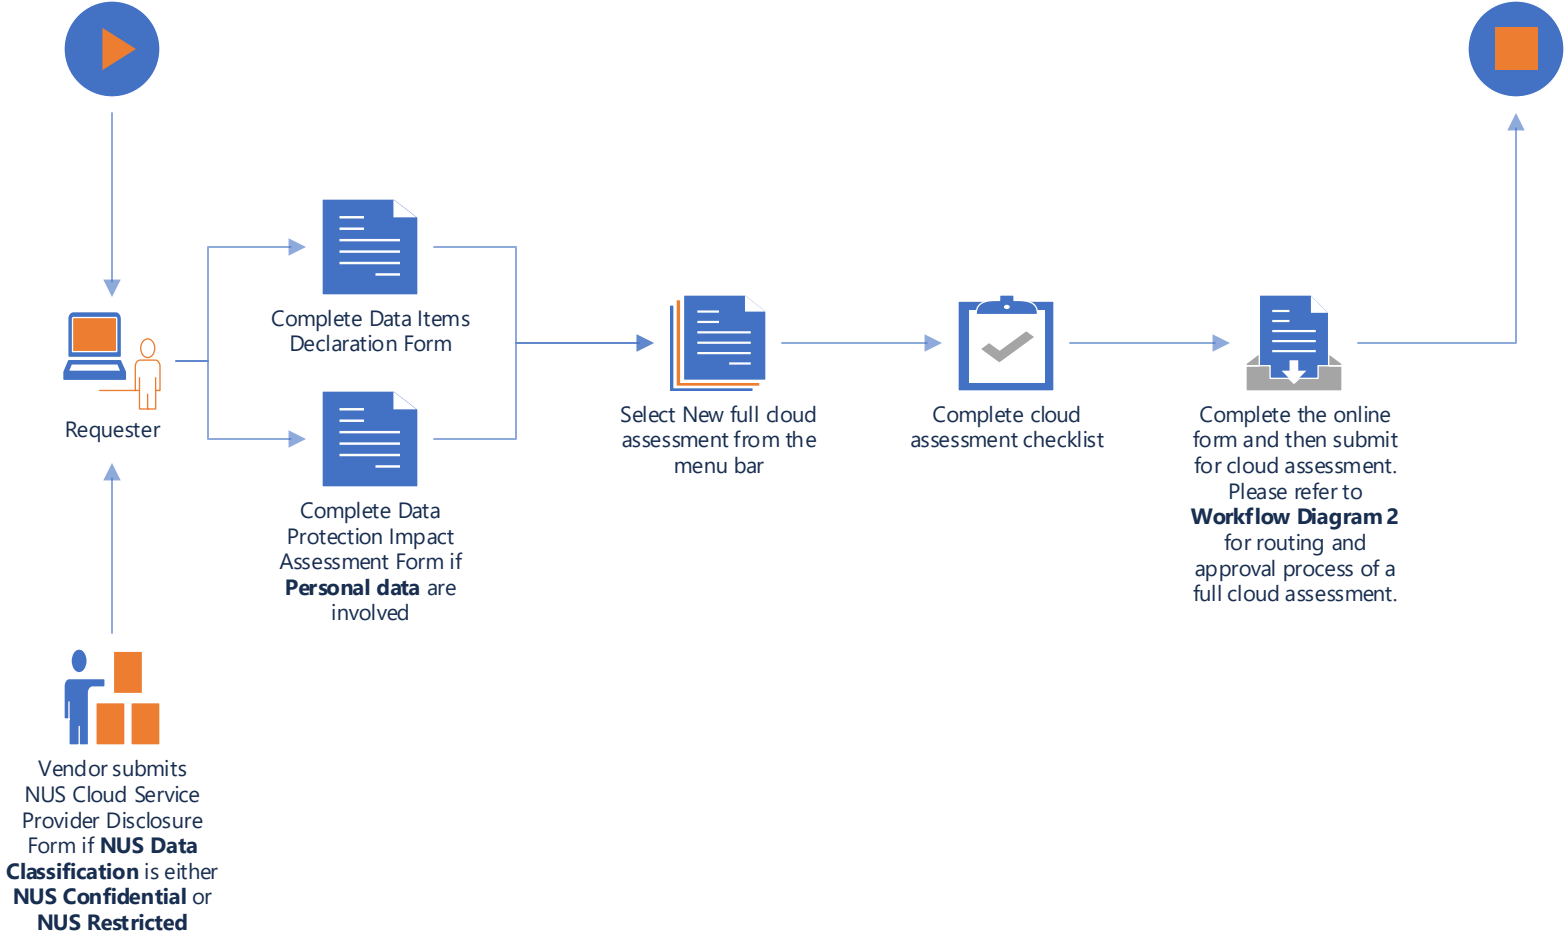 Requester
Complete Data Items
Declaration Form
Complete Data
Protection Impact
Assessment Form if
Personal data are
involved
Select New full cloud
assessment from the
menu bar
Complete cloud
assessment checklist
Complete the online
form and then submit
for cloud assessment.
Please refer to
Workflow Diagram 2
for routing and
approval process of a
full cloud assessment.
Vendor submits
NUS Cloud Service
Provider Disclosure
Form if NUS Data
Classification is either
NUS Confidential or
NUS Restricted